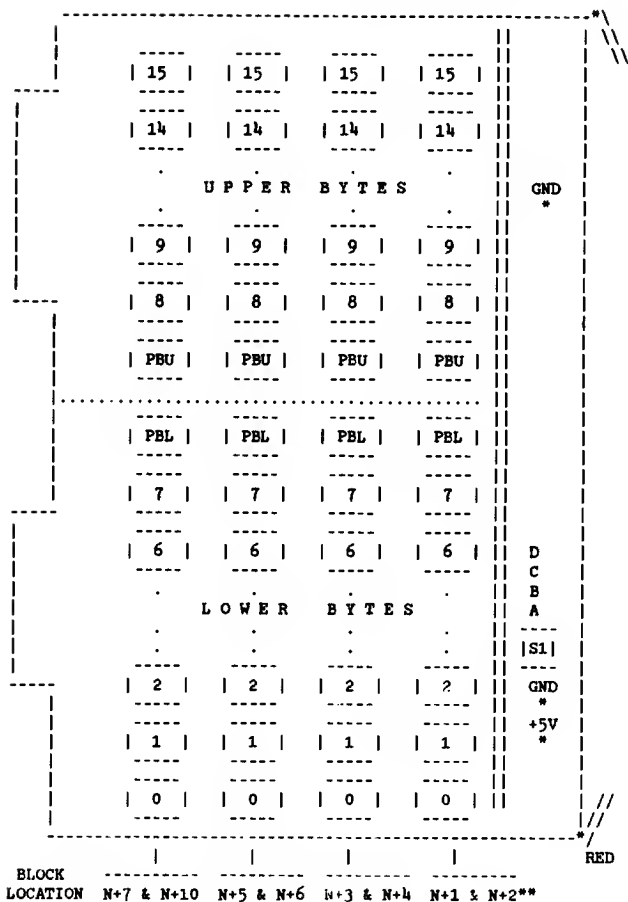 15 15 15 15
14 14 14 14
UPPER BYTES GND
*
9 9 9 9
8 8 8 8
PBU PBU PBU PBU
PBL PBL PBL PBL
7 7 7 7
6 6 6 6 D
C
B
LOWER BYTES A
S1
2 2 2 2 GND
*
+5V
1 1 1 1 *
0 0 0 0
RED
BLOCK
LOCATION N+7 & N+10 N+5 & N+6 N+3 & N+4 N+1 & N+2**